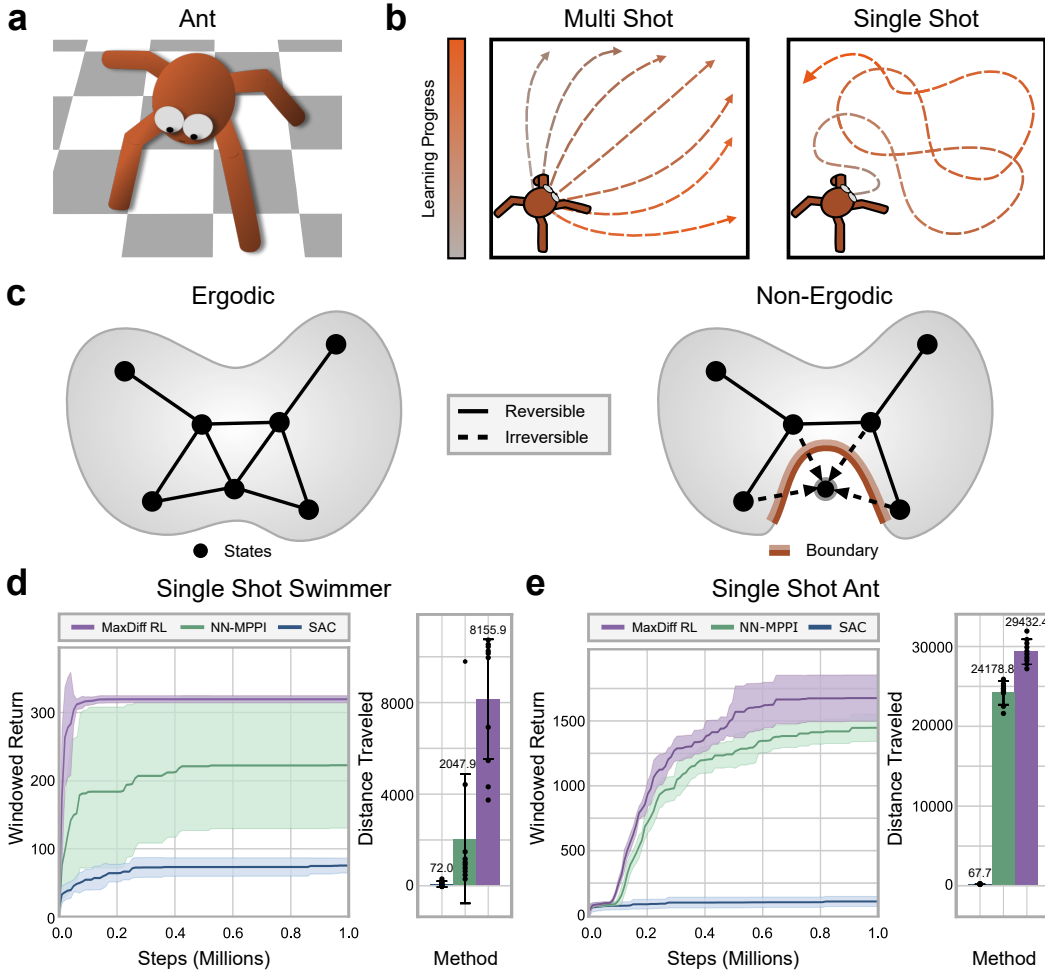 a
Ant
b
Multi Shot
Single Shot
Learning Progress
c
Ergodic
Non-Ergodic
Reversible
Irreversible
States
Boundary
d
Single Shot Swimmer
MaxDiff RL
NN-MPPI
SAC
Windowed Return
300
200
100
0
0.0
0.2
0.4
0.6
0.8
1.0
Steps (Millions)
Distance Traveled
8000
4000
0
72.0
2047.9
8155.9
Method
e
Single Shot Ant
MaxDiff RL
NN-MPPI
SAC
Windowed Return
1500
1000
500
0
0.0
0.2
0.4
0.6
0.8
1.0
Steps (Millions)
Distance Traveled
30000
20000
10000
0
67.7
24178.8
29432.4
Method